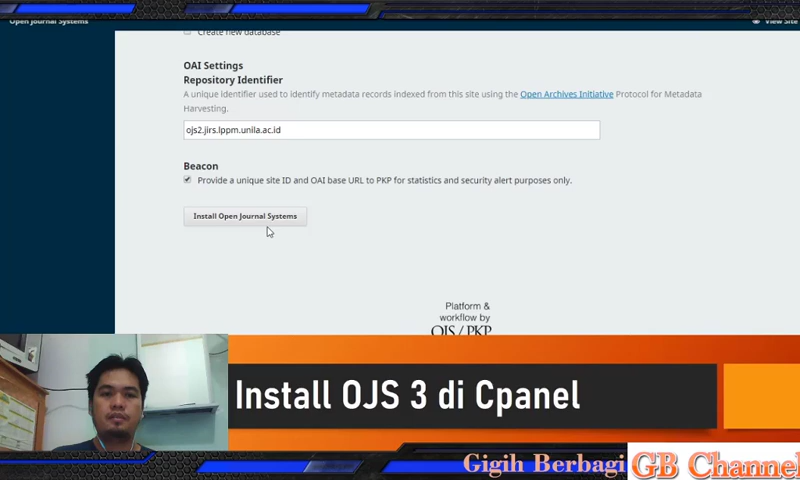 Open Journal Systems
View Site
Create new database
OAI Settings
Repository Identifier
A unique identifier used to identify metadata records indexed from this site using the Open Archives Initiative Protocol for Metadata
Harvesting.
ojs2.jirs.lppm.unila.ac.id
Beacon
Provide a unique site ID and OAI base URL to PKP for statistics and security alert purposes only.
Install Open Journal Systems
Platform &
workflow by
OJS / PKP
Install OJS 3 di Cpanel
Gigih Berbagi
GB Channel